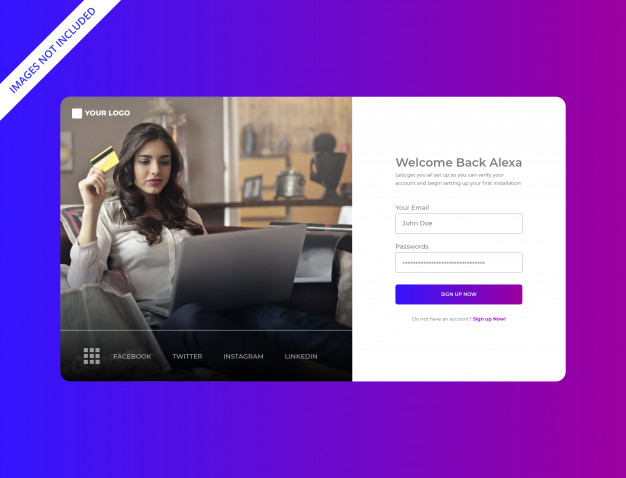 IMAGES NOT INCLUDED
YOUR LOGO
FACEBOOK TWITTER INSTAGRAM LINKEDIN
Welcome Back Alexa
Lets get you all set up so you can verify your
account and begin setting up your first installation
Your Email
John Doe
Passwords
********************************
SIGN UP NOW
Do not have an account? Sign up Now!